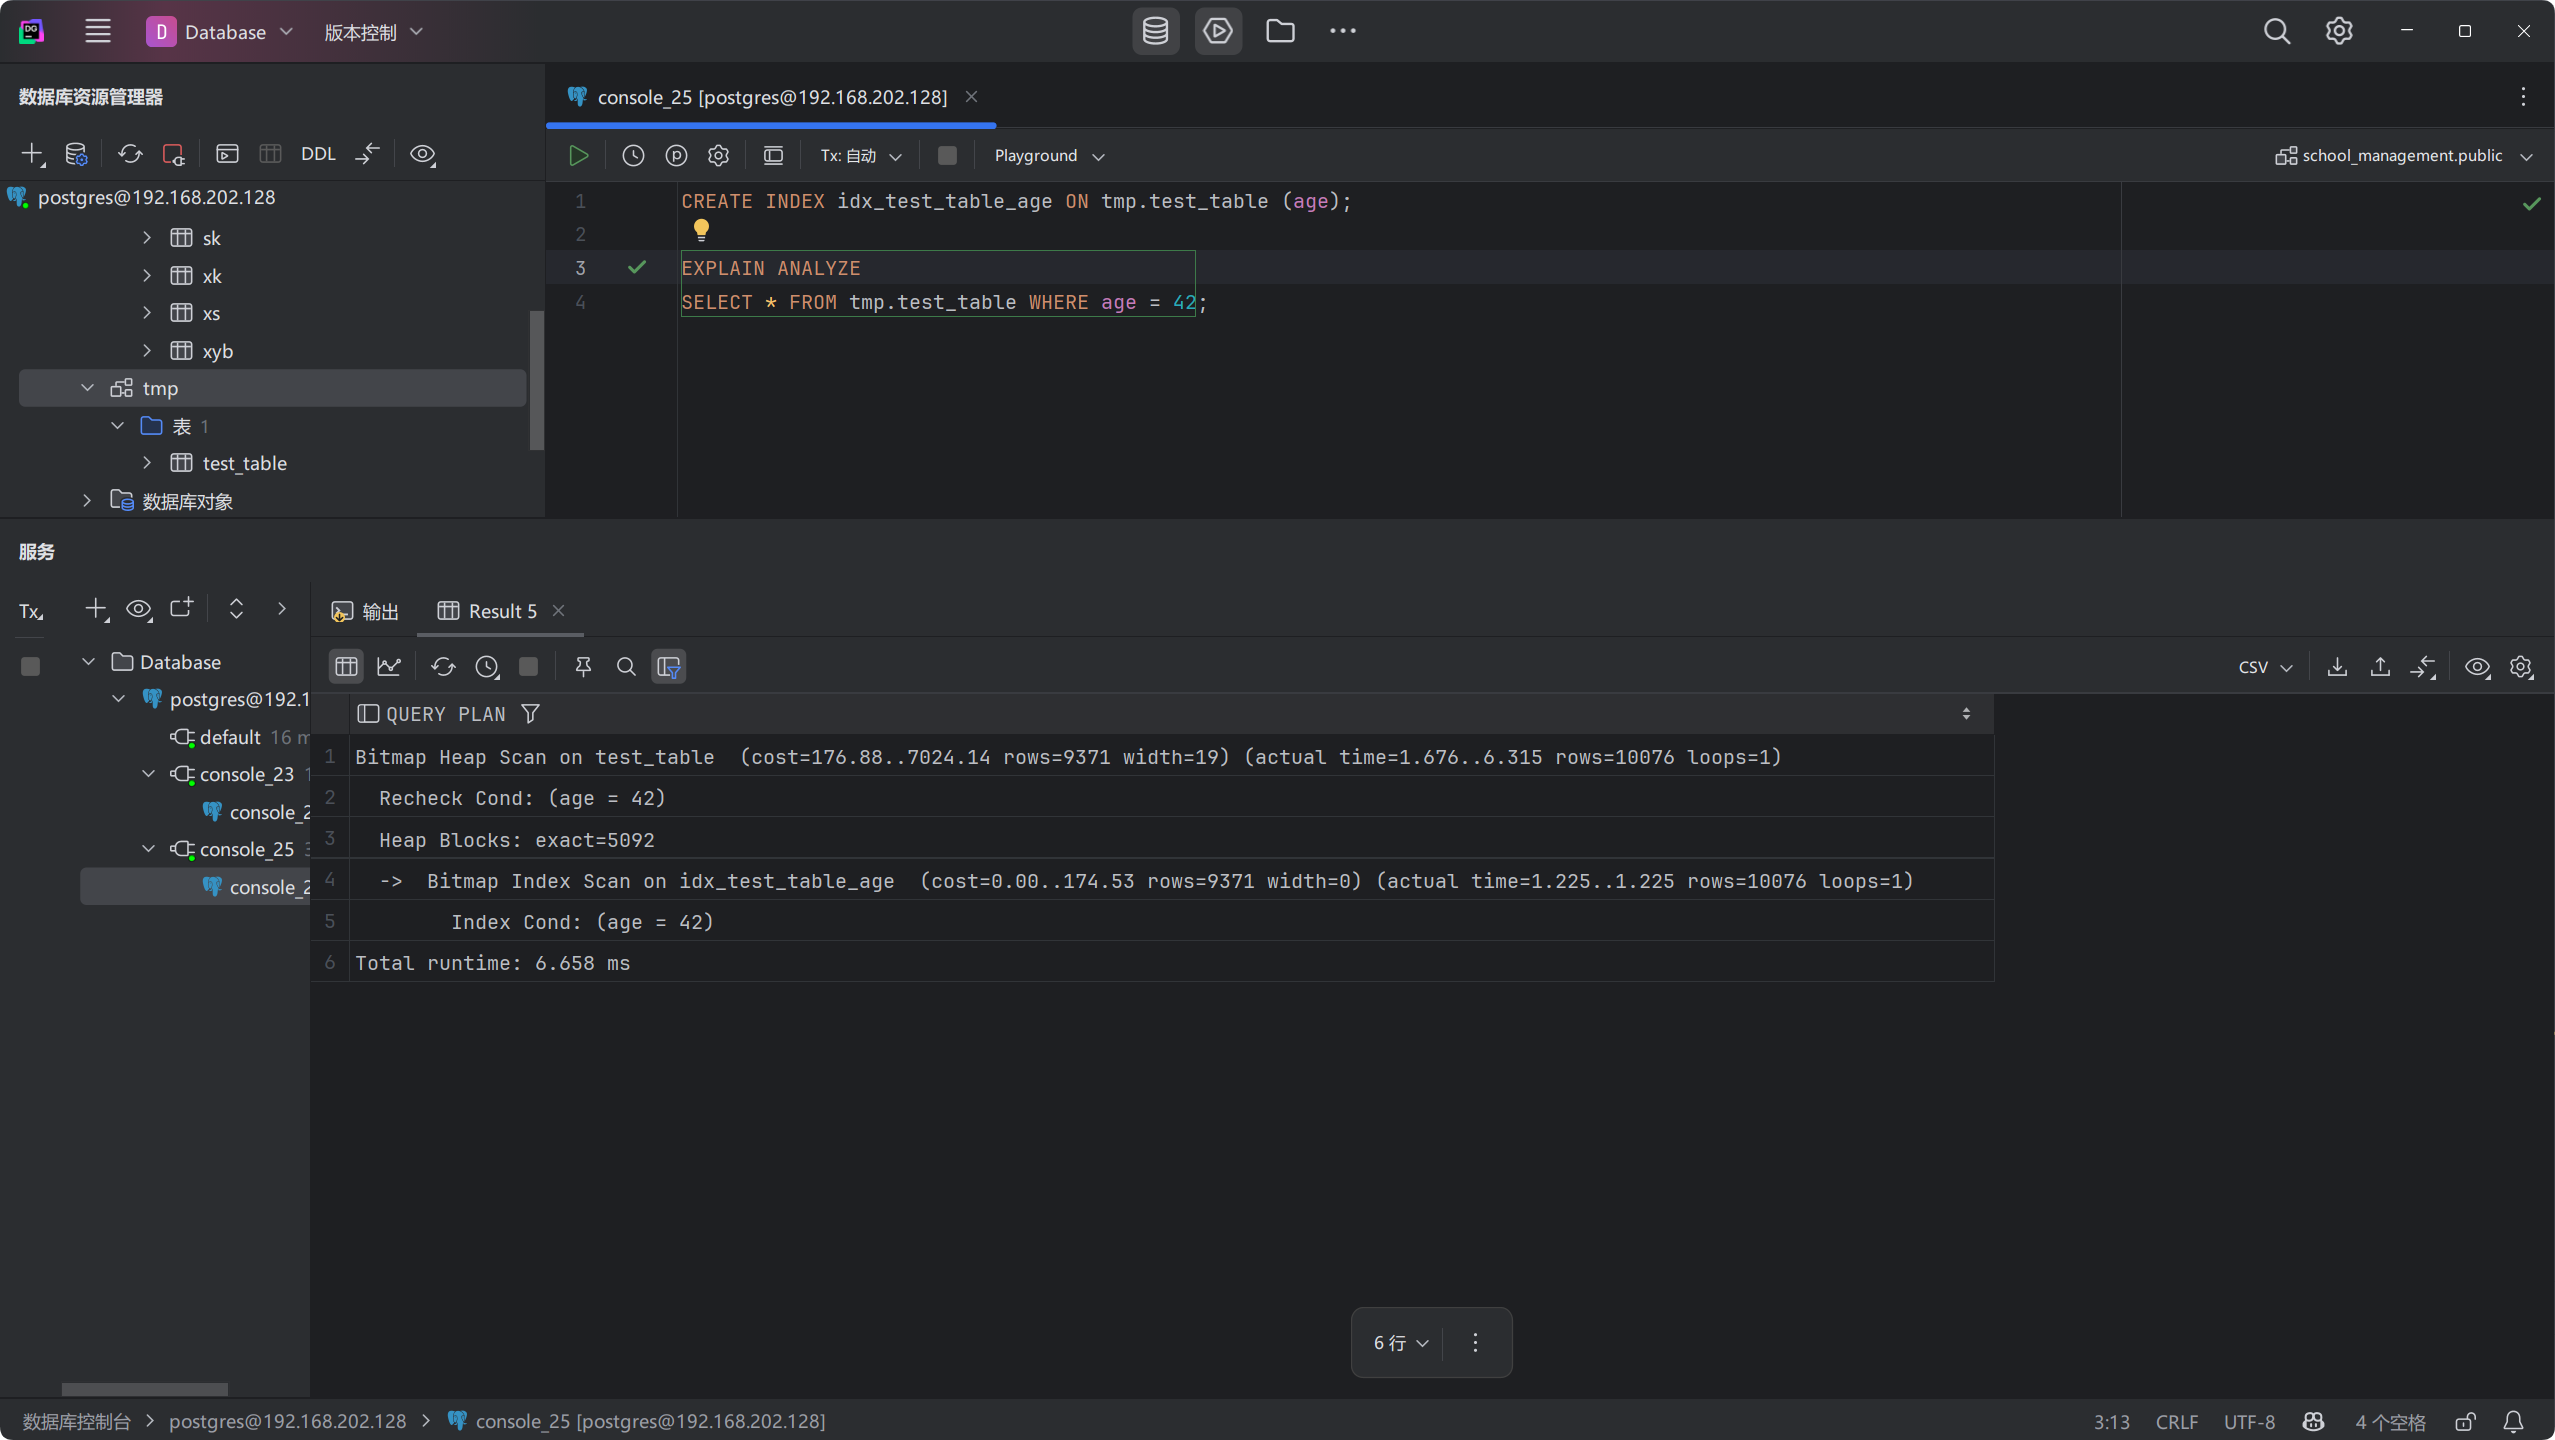 DG
D Database 版本控制
数据库资源管理器
DDL
postgres@192.168.202.128
sk
xk
xs
xyb
tmp
表 1
test_table
数据库对象
console_25 [postgres@192.168.202.128]
Tx: 自动 Playground school_management.public
1 CREATE INDEX idx_test_table_age ON tmp.test_table (age);
2
3 EXPLAIN ANALYZE
4 SELECT * FROM tmp.test_table WHERE age = 42;
服务
Tx
Database
postgres@192.1
default 16 m
console_23 1
console_2
console_25 3
console_2
输出 Result 5
CSV
QUERY PLAN
1 Bitmap Heap Scan on test_table (cost=176.88..7024.14 rows=9371 width=19) (actual time=1.676..6.315 rows=10076 loops=1)
2 Recheck Cond: (age = 42)
3 Heap Blocks: exact=5092
4 -> Bitmap Index Scan on idx_test_table_age (cost=0.00..174.53 rows=9371 width=0) (actual time=1.225..1.225 rows=10076 loops=1)
5 Index Cond: (age = 42)
6 Total runtime: 6.658 ms
6 行
数据库控制台 > postgres@192.168.202.128 > console_25 [postgres@192.168.202.128]
3:13 CRLF UTF-8 4 个空格